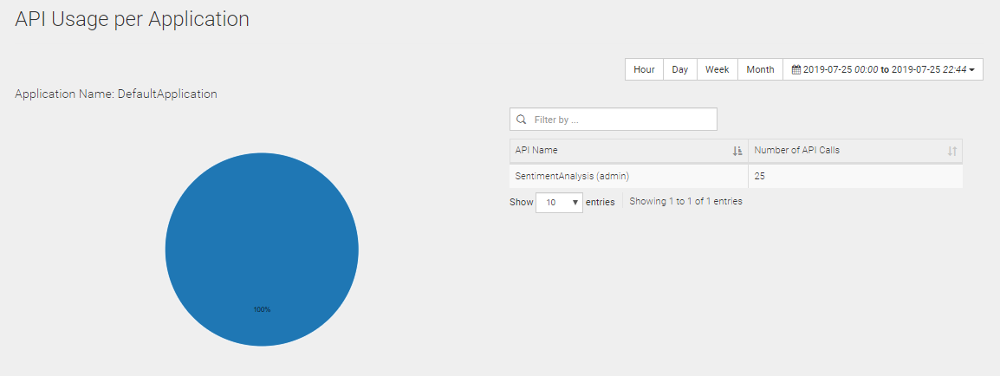 API Usage per Application
Hour Day Week Month 2019-07-25 00:00 to 2019-07-25 22:44
Application Name: DefaultApplication
Filter by ...
API Name Number of API Calls
SentimentAnalysis (admin) 25
Show 10 entries Showing 1 to 1 of 1 entries
100%